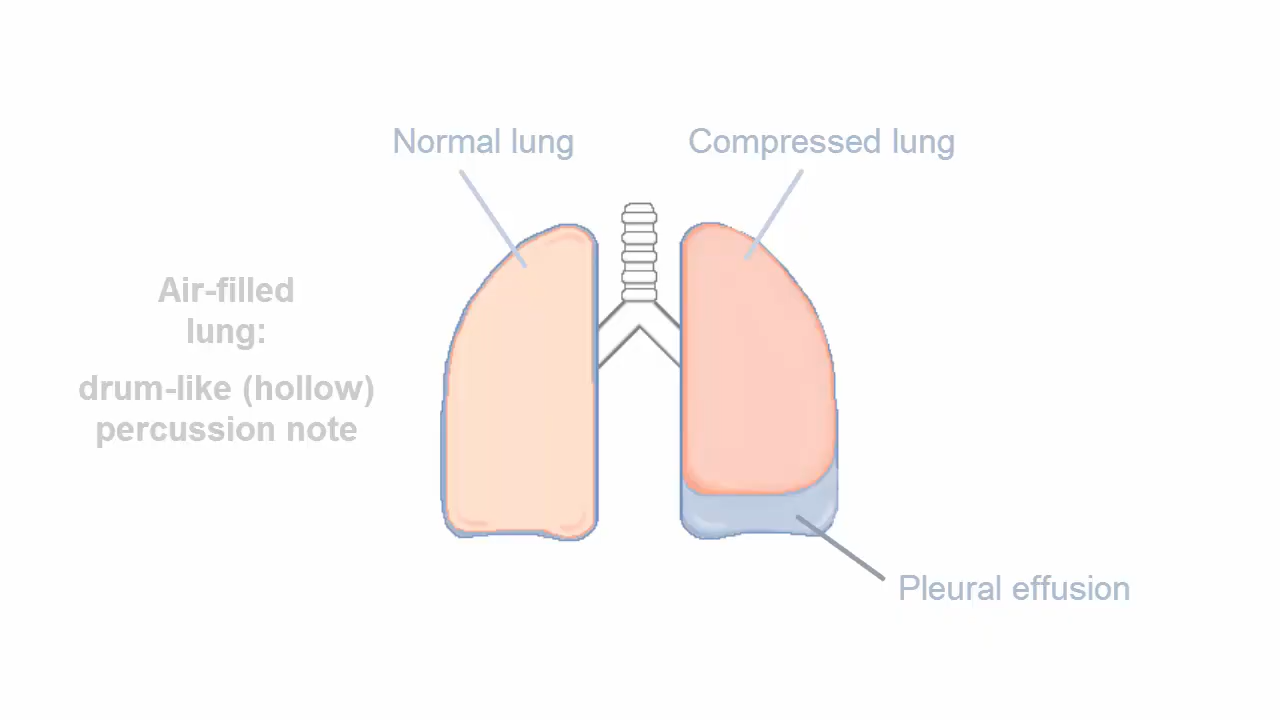 Normal lung
Compressed lung
Air-filled
lung:
drum-like (hollow)
percussion note
Pleural effusion